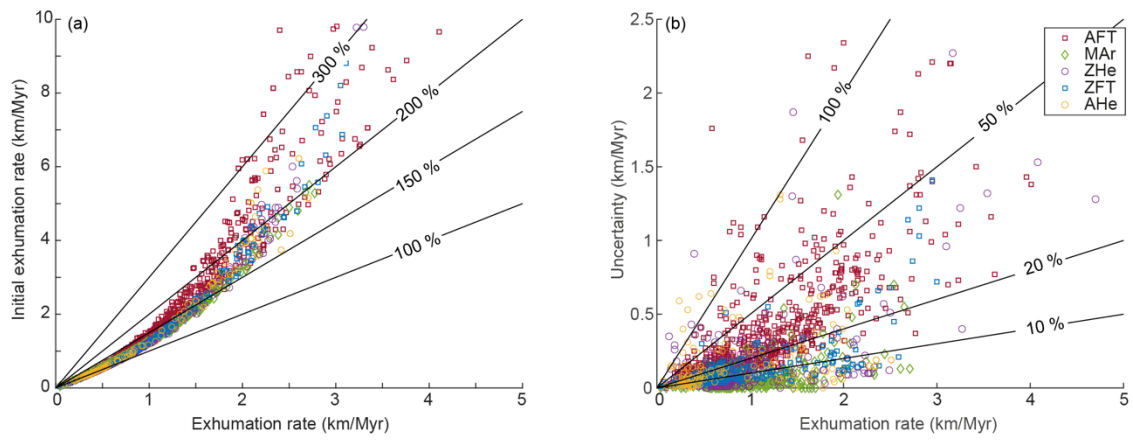 (a)
10
8
6
4
2
0
Initial exhumation rate (km/Myr)
300 %
200 %
150 %
100 %
0 1 2 3 4 5
Exhumation rate (km/Myr)
(b)
2.5
2
1.5
1
0.5
0
Uncertainty (km/Myr)
100 %
50 %
20 %
10 %
AFT
MAr
ZHe
ZFT
AHe
0 1 2 3 4 5
Exhumation rate (km/Myr)